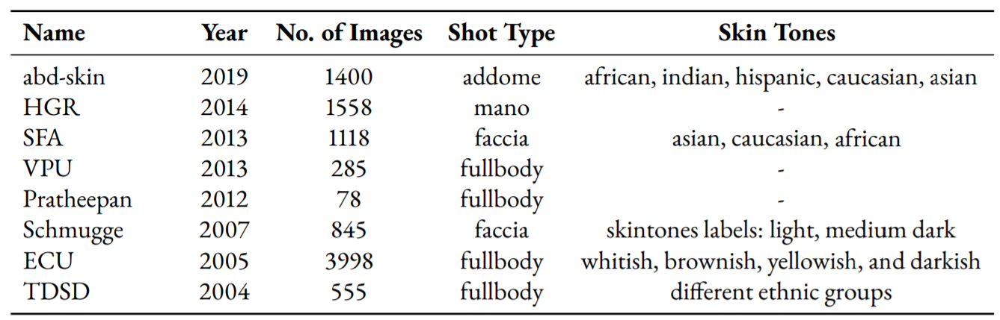 Name Year No. of Images Shot Type Skin Tones
abd-skin 2019 1400 addome african, indian, hispanic, caucasian, asian
HGR 2014 1558 mano -
SFA 2013 1118 faccia asian, caucasian, african
VPU 2013 285 fullbody -
Pratheepan 2012 78 fullbody -
Schmugge 2007 845 faccia skintones labels: light, medium dark
ECU 2005 3998 fullbody whitish, brownish, yellowish, and darkish
TDSD 2004 555 fullbody different ethnic groups